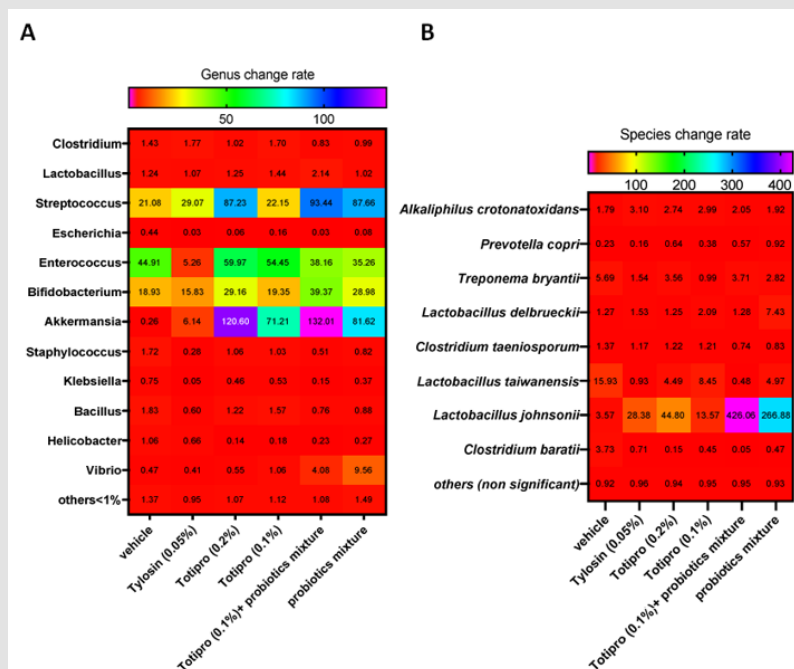 A
Genus change rate
50 100
Clostridium 1.43 1.77 1.02 1.70 0.83 0.99
Lactobacillus 1.24 1.07 1.25 1.44 2.14 1.02
Streptococcus 21.08 29.07 87.23 22.15 93.44 87.66
Escherichia 0.44 0.03 0.06 0.16 0.03 0.08
Enterococcus 44.91 5.26 59.97 54.45 38.16 35.26
Bifidobacterium 18.93 15.83 29.16 19.35 39.37 28.98
Akkermansia 0.26 6.14 120.60 71.21 132.01 81.62
Staphylococcus 1.72 0.28 1.06 1.03 0.51 0.82
Klebsiella 0.75 0.05 0.46 0.53 0.15 0.37
Bacillus 1.83 0.60 1.22 1.57 0.76 0.88
Helicobacter 1.06 0.66 0.14 0.18 0.23 0.27
Vibrio 0.47 0.41 0.55 1.06 4.08 9.56
others<1% 1.37 0.95 1.07 1.12 1.08 1.49
vehicle
Tylosin (0.05%)
Totipro (0.2%)
Totipro (0.1%)
Totipro (0.1%)+ probiotics mixture
probiotics mixture
B
Species change rate
100 200 300 400
Alkaliphilus crotonatoxidans 1.79 3.10 2.74 2.99 2.05 1.92
Prevotella copri 0.23 0.16 0.64 0.38 0.57 0.92
Treponema bryantii 5.69 1.54 3.56 0.99 3.71 2.82
Lactobacillus delbrueckii 1.27 1.53 1.25 2.09 1.28 7.43
Clostridium taeniosporum 1.37 1.17 1.22 1.21 0.74 0.83
Lactobacillus taiwanensis 15.93 0.93 4.49 8.45 0.48 4.97
Lactobacillus johnsonii 3.57 28.38 44.80 13.57 426.06 266.88
Clostridium baratii 3.73 0.71 0.15 0.45 0.05 0.47
others (non significant) 0.92 0.96 0.94 0.95 0.95 0.93
vehicle
Tylosin (0.05%)
Totipro (0.2%)
Totipro (0.1%)
Totipro (0.1%)+ probiotics mixture
probiotics mixture